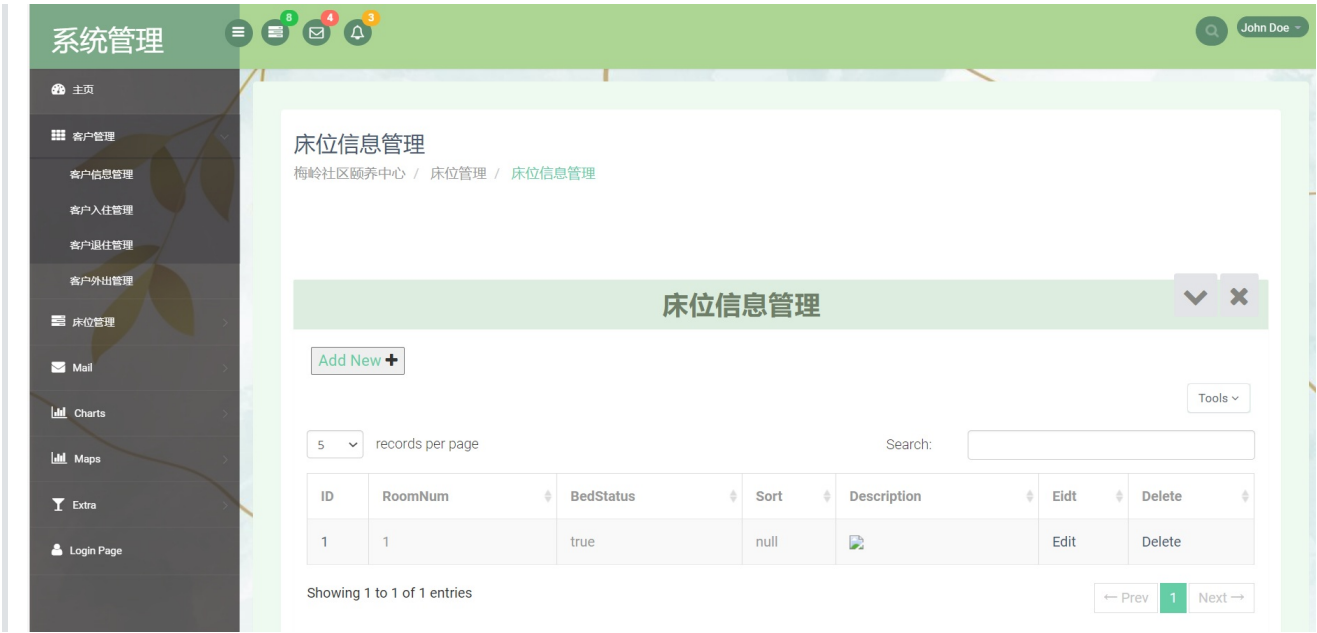 系统管理
8
4
3
John Doe
主页
客户管理
客户信息管理
客户入住管理
客户退住管理
客户外出管理
床位管理
Mail
Charts
Maps
Extra
Login Page
床位信息管理
梅岭社区颐养中心 / 床位管理 / 床位信息管理
床位信息管理
Add New
Tools
5 records per page Search:
ID RoomNum BedStatus Sort Description Eidt Delete
1 1 true null Edit Delete
Showing 1 to 1 of 1 entries
← Prev 1 Next →